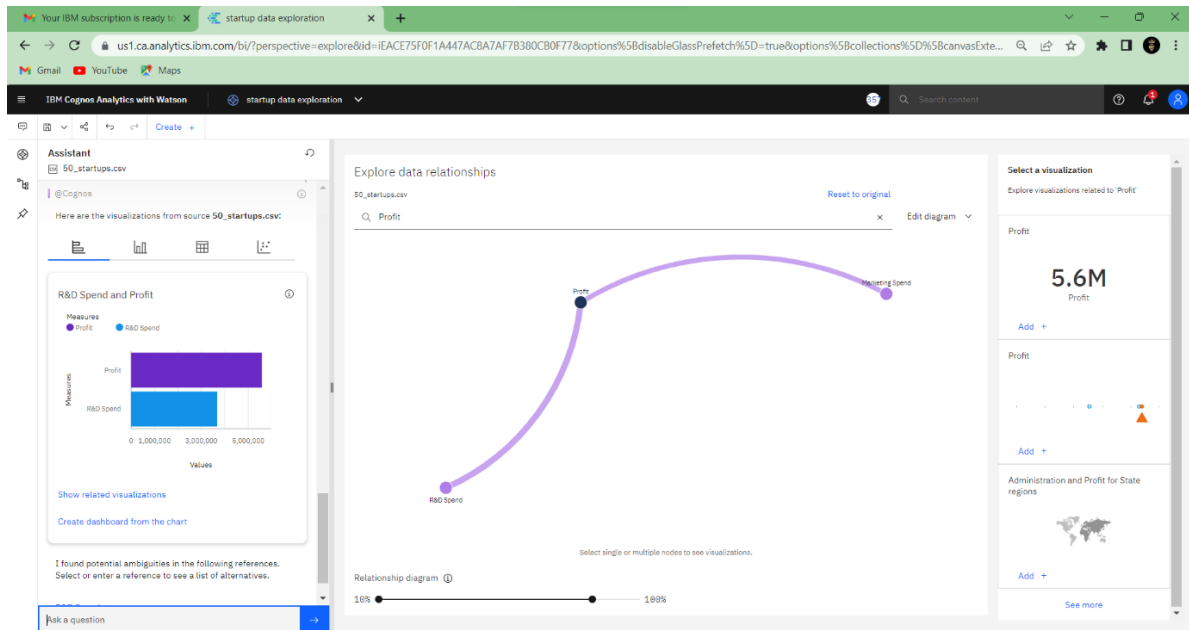 Your IBM subscription is ready to
startup data exploration
us1.ca.analytics.ibm.com/bi/?perspective=explore&id=iEACE75F0F1A447AC8A7AF7B380CB0F77&options%5BdisableGlassPrefetch%5D=true&options%5Bcollections%5D%5BcanvasExte...
Gmail
YouTube
Maps
IBM Cognos Analytics with Watson
startup data exploration
Search content
1
Create +
Assistant
50_startups.csv
@Cognos
Here are the visualizations from source 50_startups.csv:
R&D Spend and Profit
Measures
Profit
R&D Spend
Measures
Profit
R&D Spend
0 1,000,000 3,000,000 5,000,000
Values
Show related visualizations
Create dashboard from the chart
I found potential ambiguities in the following references.
Select or enter a reference to see a list of alternatives.
Ask a question
Explore data relationships
50_startups.csv
Reset to original
Profit
Edit diagram
Profit
Marketing Spend
R&D Spend
Select single or multiple nodes to see visualizations.
Relationship diagram
10%
100%
Select a visualization
Explore visualizations related to 'Profit'
Profit
5.6M
Profit
Add +
Profit
Add +
Administration and Profit for State
regions
Add +
See more